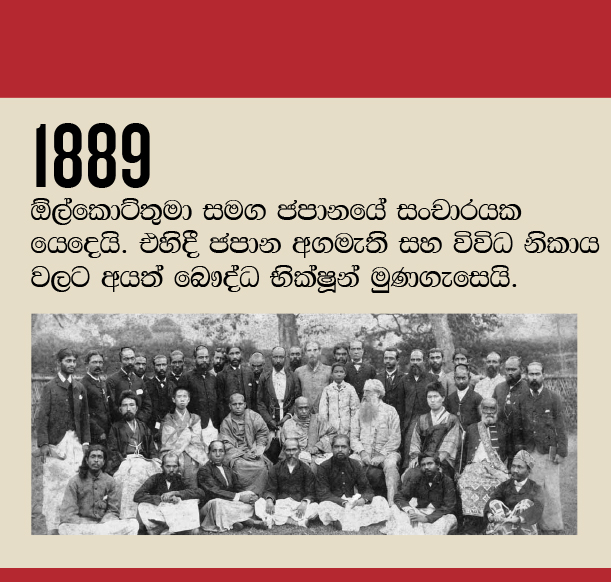 1889
ඕල්කොට්තුමා සමග ජපානයේ සංචාරයක
යෙදෙයි. එහිදී ජපාන අගමැති සහ විවිධ නිකාය
වලට අයත් බෞද්ධ භික්ෂූන් මුණගැසෙයි.